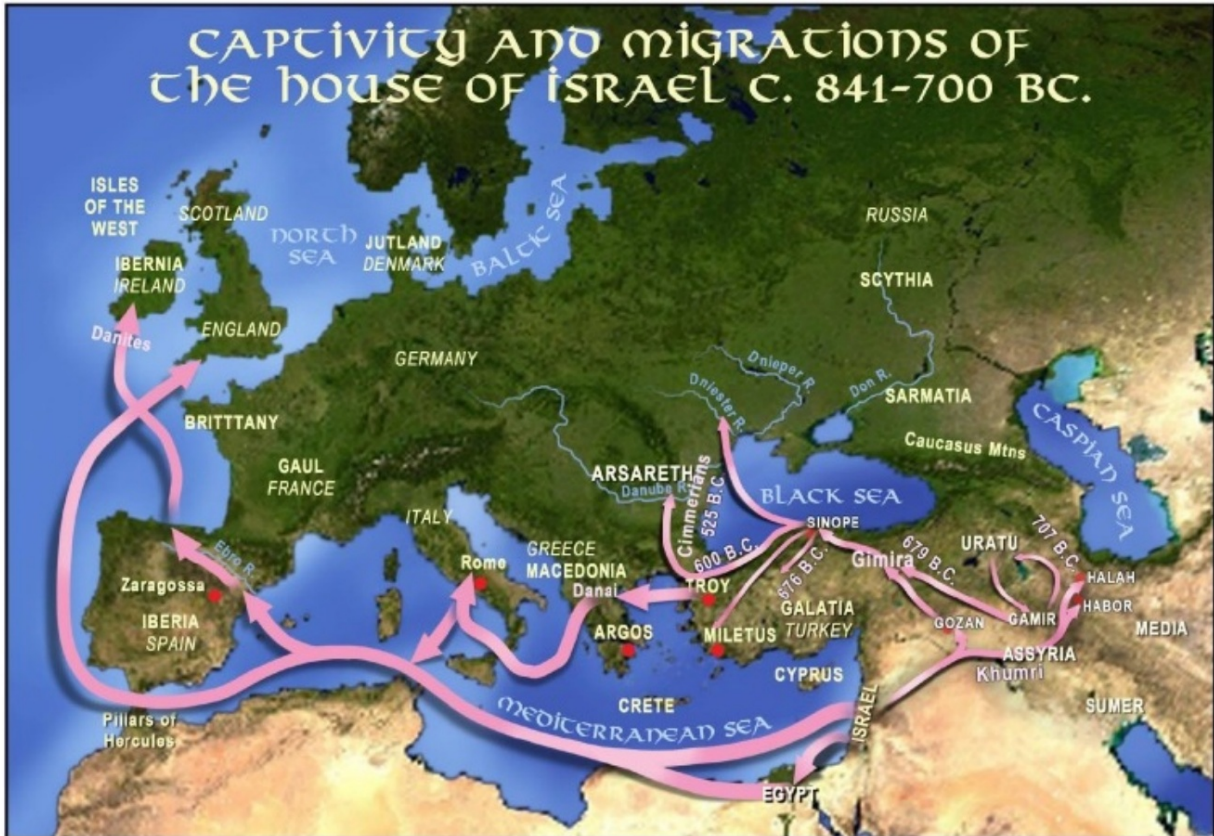 CAPTIVITY AND MIGRATIONS OF
THE HOUSE OF ISRAEL C. 841-700 BC.
ISLES
OF THE
WEST
SCOTLAND
NORTH
SEA
JUTLAND
DENMARK
BALTIC SEA
RUSSIA
IBERNIA
IRELAND
SCYTHIA
Danites
ENGLAND
GERMANY
Dnieper R.
Dniester R.
Don R.
SARMATIA
BRITTTANY
Caucasus Mtns
CASPIAN
SEA
GAUL
FRANCE
ARSARETH
Danube R.
Cimmerians
525 B.C.
BLACK SEA
ITALY
SINOPE
Ebro R.
GREECE
MACEDONIA
600 B.C.
676 B.C.
Gimira
679 B.C.
URATU
707 B.C.
Rome
Danai
TROY
HALAH
HABOR
Zaragossa
IBERIA
SPAIN
ARGOS
MILETUS
GALATIA
TURKEY
GOZAN
GAMIR
MEDIA
ASSYRIA
Khumri
CYPRUS
CRETE
MEDITERRANEAN SEA
ISRAEL
SUMER
Pillars of
Hercules
EGYPT